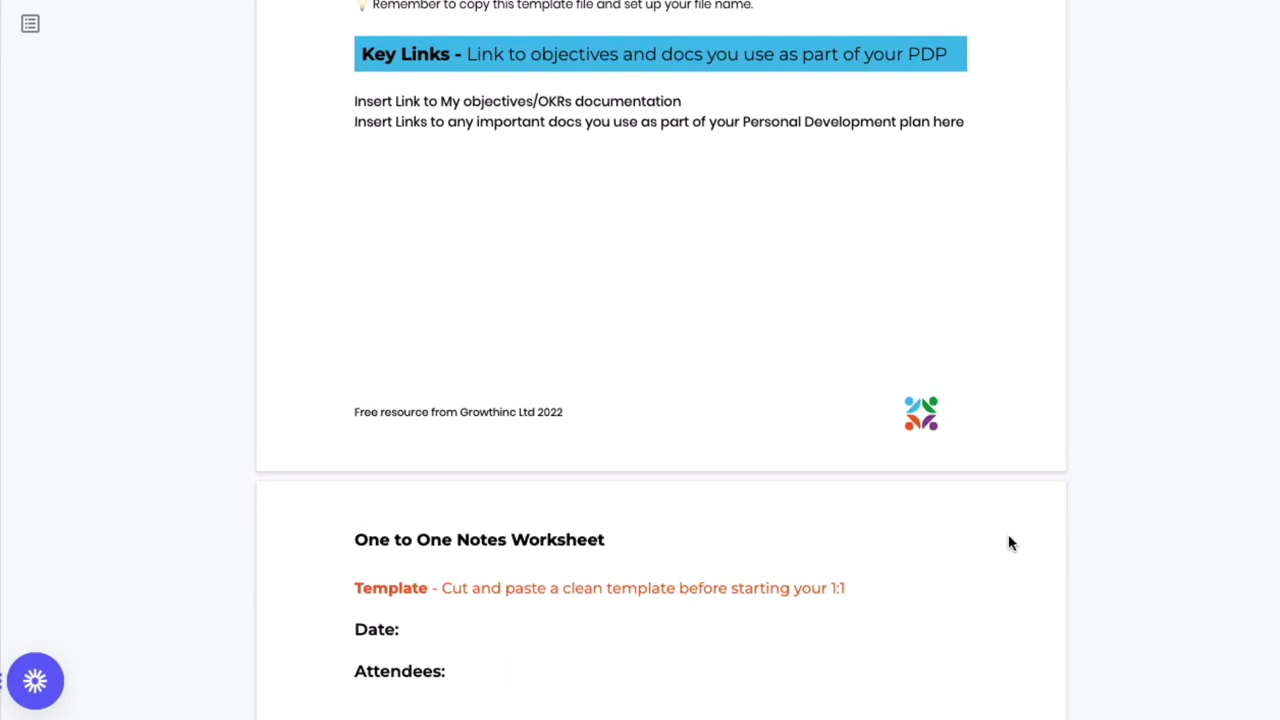 Remember to copy this template file and set up your file name.
Key Links - Link to objectives and docs you use as part of your PDP
Insert Link to My objectives/OKRs documentation
Insert Links to any important docs you use as part of your Personal Development plan here
Free resource from Growthinc Ltd 2022
One to One Notes Worksheet
Template - Cut and paste a clean template before starting your 1:1
Date:
Attendees: